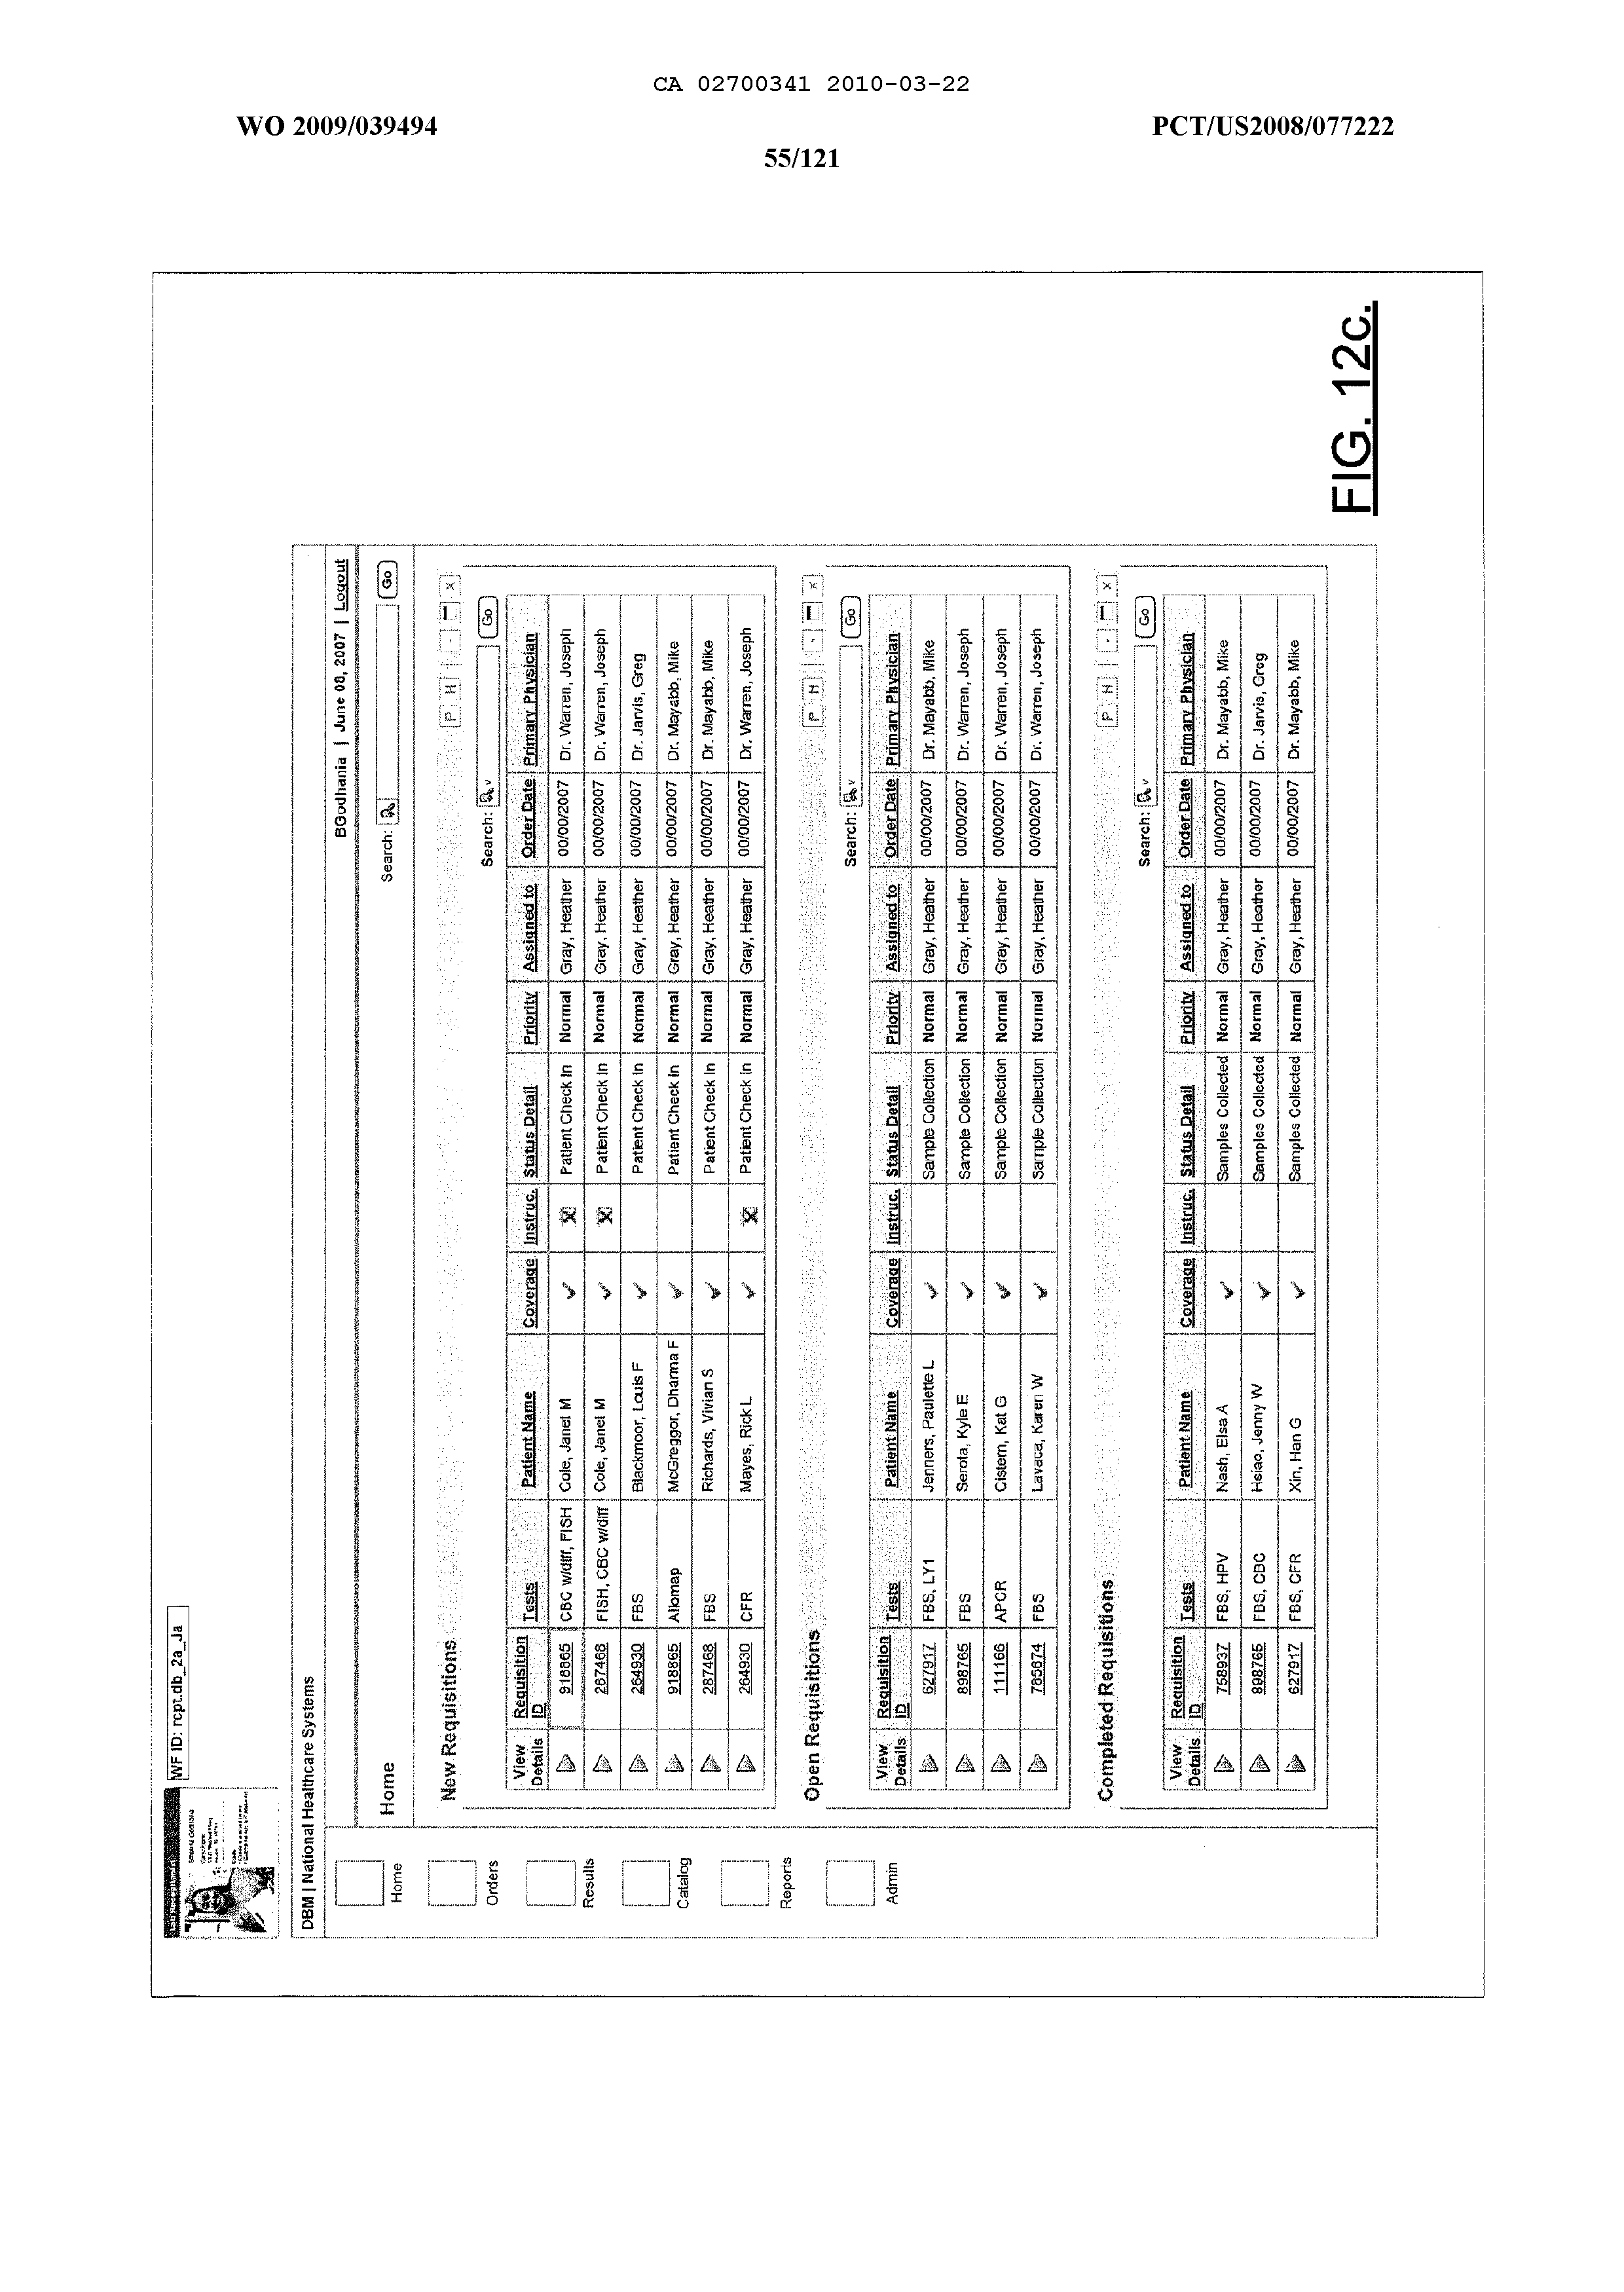 CA 02700341 2010-03-22
WO 2009/039494 PCT/US2008/077222
55/121
WF ID: rcpt.db_2a_Ja
DBM | National Healthcare Systems
BGodhania | June 08, 2007 | Logout
Home
Orders
Results
Catalog
Reports
Admin
Home Search: Go
New Requisitions P H - X
Search: v Go
View Details Requisition ID Tests Patient Name Coverage Instruc. Status Detail Priority Assigned to Order Date Primary Physician
918865 CBC w/diff, FISH Cole, Janet M Patient Check In Normal Gray, Heather 00/00/2007 Dr. Warren, Joseph
287468 FISH, CBC w/diff Cole, Janet M Patient Check In Normal Gray, Heather 00/00/2007 Dr. Warren, Joseph
264930 FBS Blackmoor, Louis F Patient Check In Normal Gray, Heather 00/00/2007 Dr. Jarvis, Greg
918865 Allomap McGreggor, Dharma F Patient Check In Normal Gray, Heather 00/00/2007 Dr. Mayabb, Mike
287468 FBS Richards, Vivian S Patient Check In Normal Gray, Heather 00/00/2007 Dr. Mayabb, Mike
264930 CFR Mayes, Rick L Patient Check In Normal Gray, Heather 00/00/2007 Dr. Warren, Joseph
Open Requisitions P H - X
Search: v Go
View Details Requisition ID Tests Patient Name Coverage Instruc. Status Detail Priority Assigned to Order Date Primary Physician
627917 FBS, LY1 Jenners, Paulette L Sample Collection Normal Gray, Heather 00/00/2007 Dr. Mayabb, Mike
898765 FBS Serola, Kyle E Sample Collection Normal Gray, Heather 00/00/2007 Dr. Warren, Joseph
111166 APCR Cistern, Kat G Sample Collection Normal Gray, Heather 00/00/2007 Dr. Warren, Joseph
785674 FBS Lavaca, Karen W Sample Collection Normal Gray, Heather 00/00/2007 Dr. Warren, Joseph
Completed Requisitions P H - X
Search: v Go
View Details Requisition ID Tests Patient Name Coverage Instruc. Status Detail Priority Assigned to Order Date Primary Physician
758937 FBS, HPV Nash, Elsa A Samples Collected Normal Gray, Heather 00/00/2007 Dr. Mayabb, Mike
898765 FBS, CBC Hsiao, Jenny W Samples Collected Normal Gray, Heather 00/00/2007 Dr. Jarvis, Greg
627917 FBS, CFR Xin, Han G Samples Collected Normal Gray, Heather 00/00/2007 Dr. Mayabb, Mike
FIG. 12c.